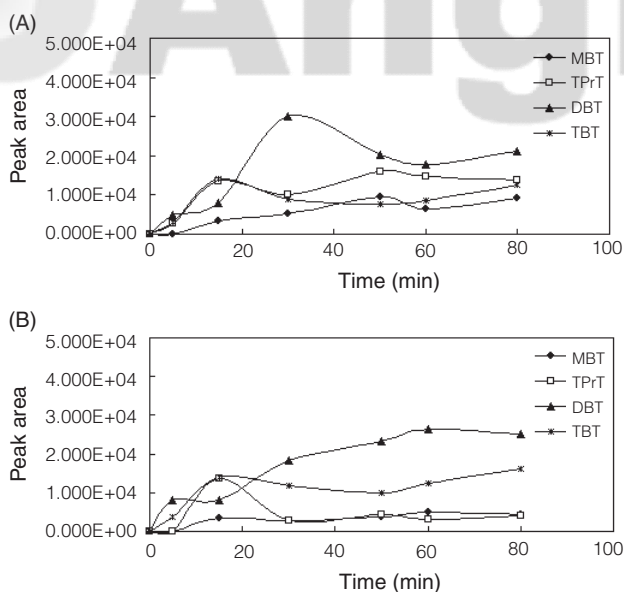 (A)
5.000E+04
4.000E+04
3.000E+04
2.000E+04
1.000E+04
0.000E+00
Peak area
0 20 40 60 80 100
Time (min)
MBT
TPrT
DBT
TBT
(B)
5.000E+04
4.000E+04
3.000E+04
2.000E+04
1.000E+04
0.000E+00
Peak area
0 20 40 60 80 100
Time (min)
MBT
TPrT
DBT
TBT